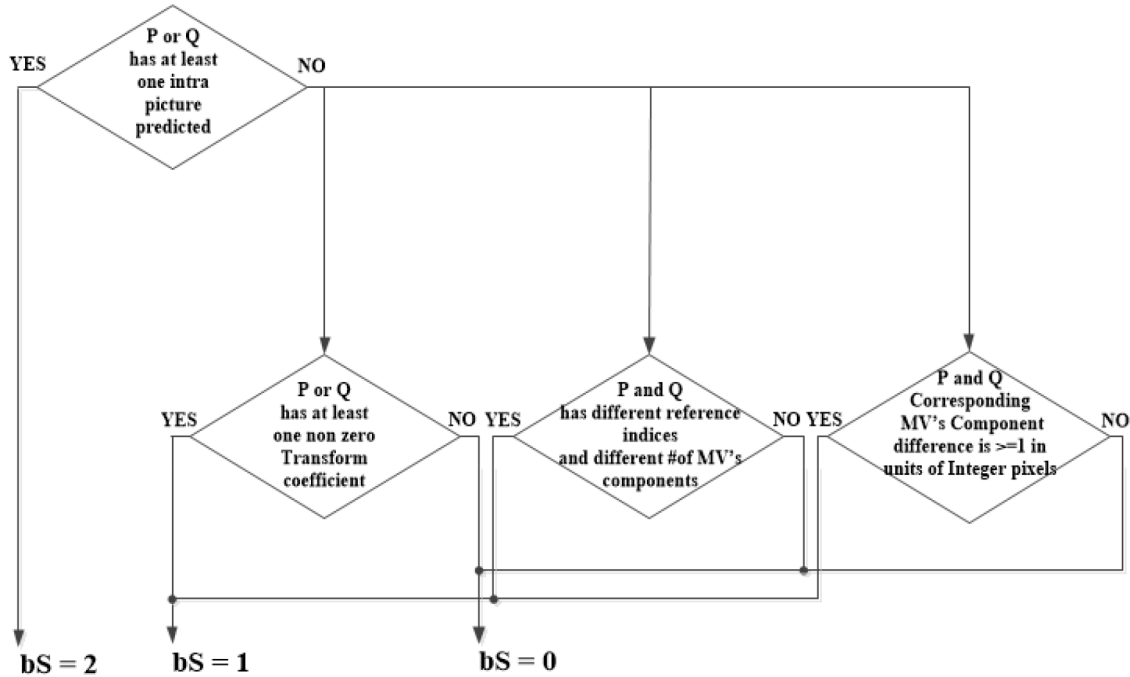 P or Q
has at least
one intra
picture
predicted
YES
NO
P or Q
has at least
one non zero
Transform
coefficient
YES
NO
P and Q
has different reference
indices
and different #of MV's
components
YES
NO
P and Q
Corresponding
MV's Component
difference is >=1 in
units of Integer pixels
YES
NO
bS = 2
bS = 1
bS = 0